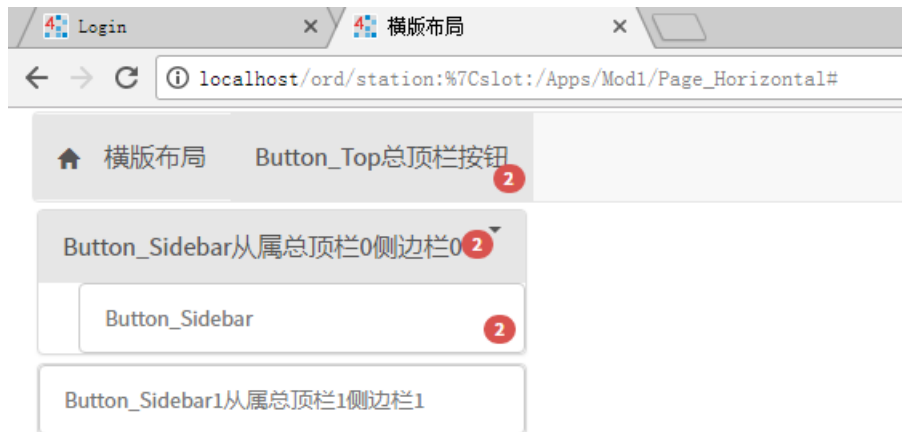 Login
横版布局
localhost/ord/station:%7Cslot:/Apps/Mod1/Page_Horizontal#
横版布局 Button_Top总顶栏按钮 2
Button_Sidebar从属总顶栏0侧边栏0 2
Button_Sidebar 2
Button_Sidebar1从属总顶栏1侧边栏1